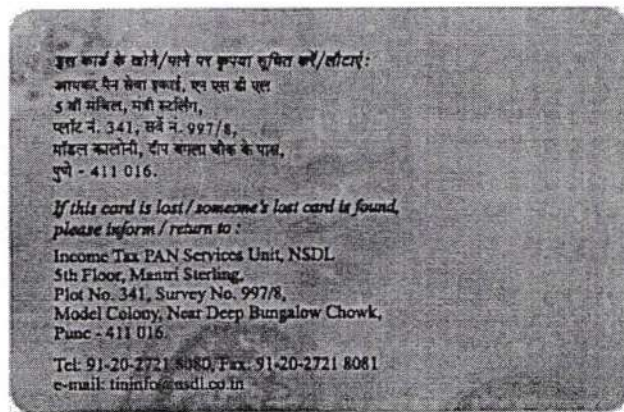 इस कार्ड के खोने/पाने पर कृपया सूचित करें/लौटाएं:
आयकर पैन सेवा इकाई, एन एस डी एल
5 वीं मंजिल, मंत्री स्टर्लिंग,
प्लॉट नं. 341, सर्वे नं. 997/8,
मॉडल कालोनी, दीप बंगला चौक के पास,
पुणे - 411 016.
If this card is lost / someone's lost card is found,
please inform / return to :
Income Tax PAN Services Unit, NSDL
5th Floor, Mantri Sterling,
Plot No. 341, Survey No. 997/8,
Model Colony, Near Deep Bungalow Chowk,
Pune - 411 016.
Tel: 91-20-2721 8080, Fax: 91-20-2721 8081
e-mail: tininfo@nsdl.co.in